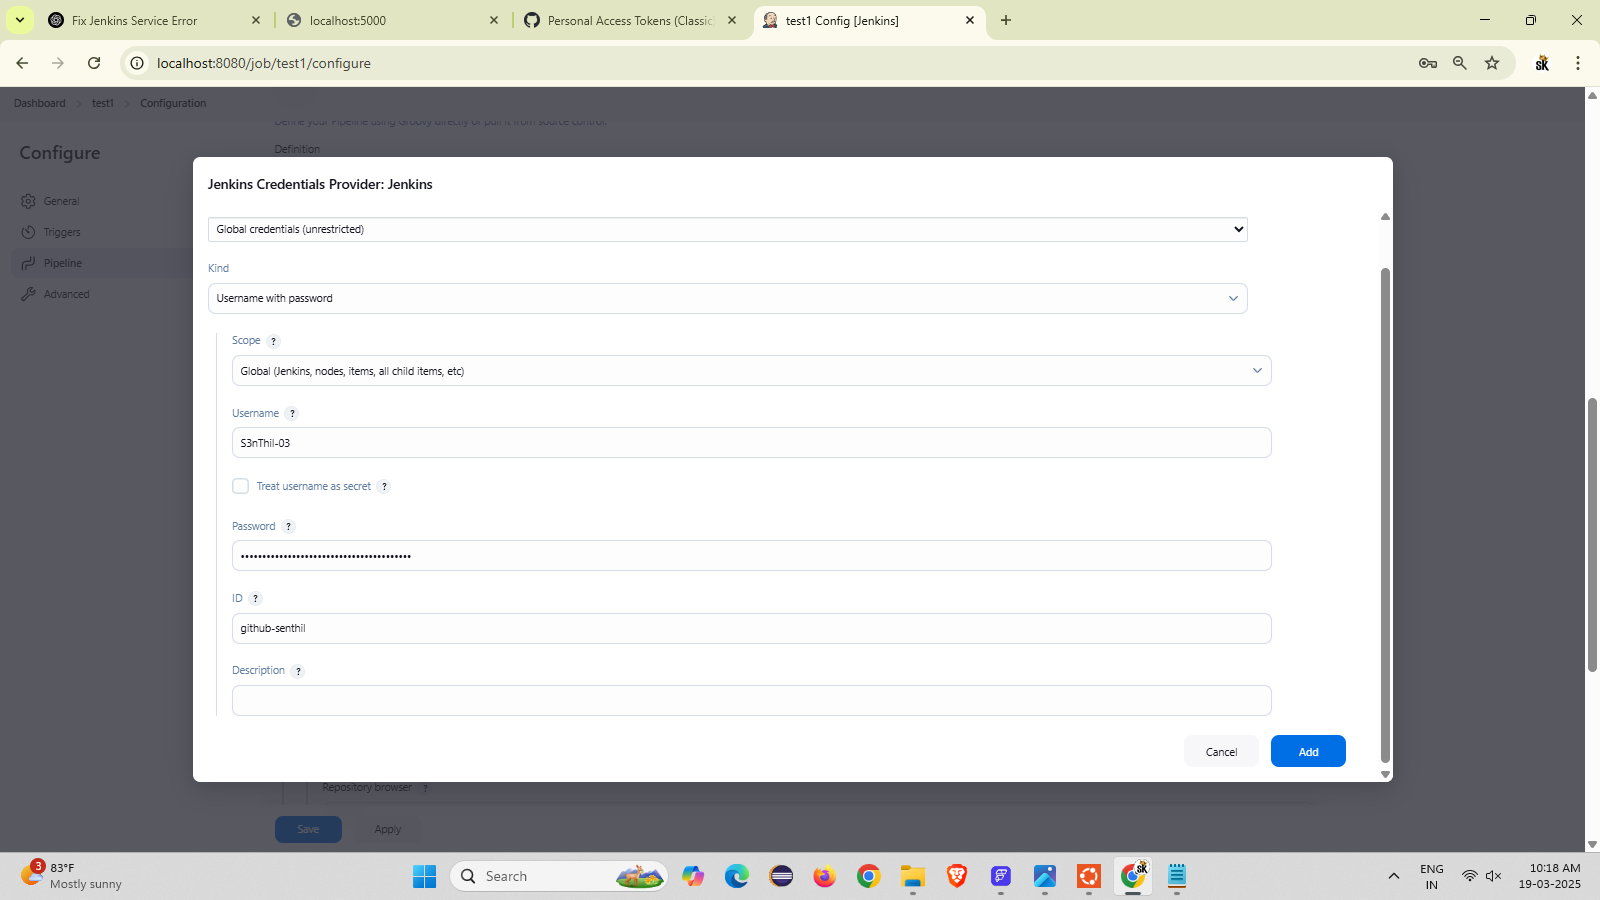 Fix Jenkins Service Error
localhost:5000
Personal Access Tokens (Classic
test1 Config [Jenkins]
localhost:8080/job/test1/configure
SK
Dashboard
test1
Configuration
Define your Pipeline using Groovy directly or pull it from source control.
Configure
Definition
General
Triggers
Pipeline
Advanced
Jenkins Credentials Provider: Jenkins
Global credentials (unrestricted)
Kind
Username with password
Scope ?
Global (Jenkins, nodes, items, all child items, etc)
Username ?
S3nThil-03
Treat username as secret ?
Password ?
••••••••••••••••••••••••••••••••••••••••
ID ?
github-senthil
Description ?
Cancel
Add
Repository browser ?
Save
Apply
3
83°F
Mostly sunny
Search
SK
ENG
IN
10:18 AM
19-03-2025